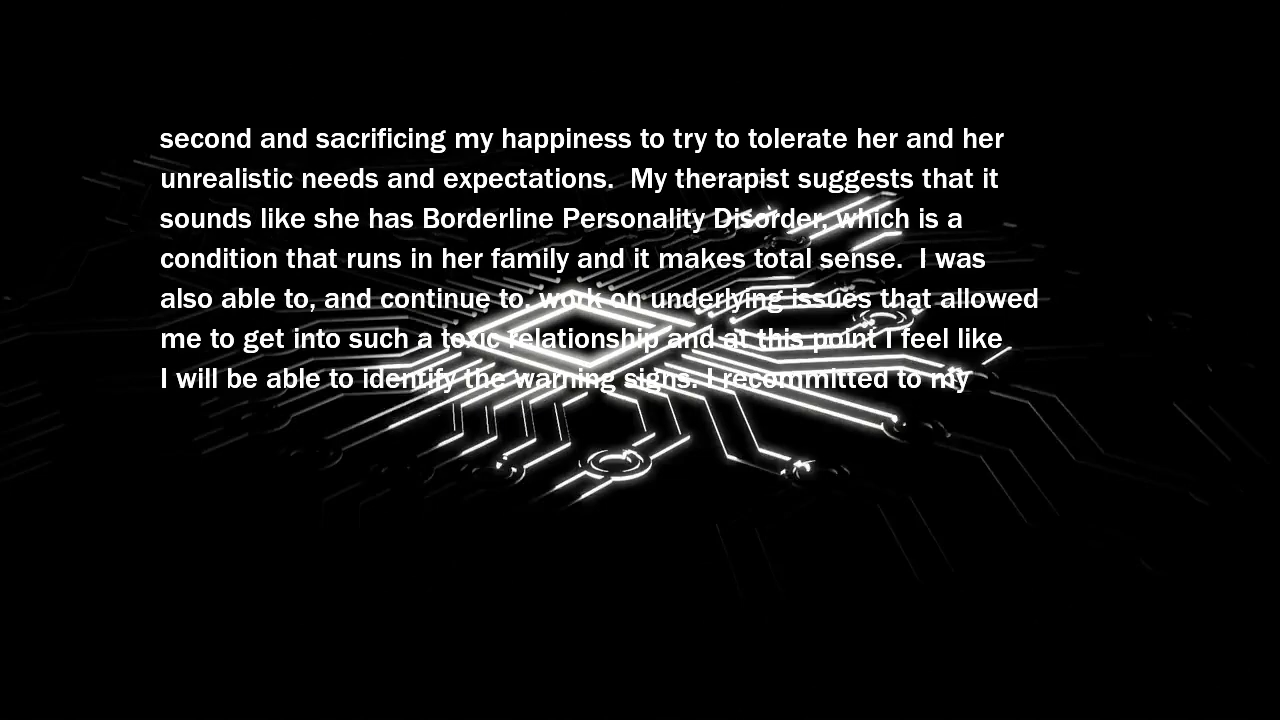 second and sacrificing my happiness to try to tolerate her and her
unrealistic needs and expectations.  My therapist suggests that it
sounds like she has Borderline Personality Disorder, which is a
condition that runs in her family and it makes total sense.  I was
also able to, and continue to, work on underlying issues that allowed
me to get into such a toxic relationship and at this point I feel like
I will be able to identify the warning signs. I recommitted to my